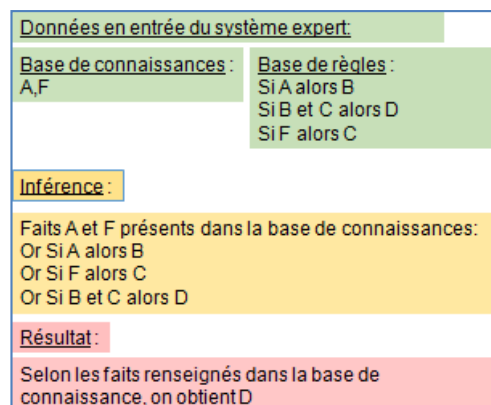 Données en entrée du système expert:
Base de connaissances :
A,F
Base de règles :
Si A alors B
Si B et C alors D
Si F alors C
Inférence :
Faits A et F présents dans la base de connaissances:
Or Si A alors B
Or Si F alors C
Or Si B et C alors D
Résultat :
Selon les faits renseignés dans la base de
connaissance, on obtient D